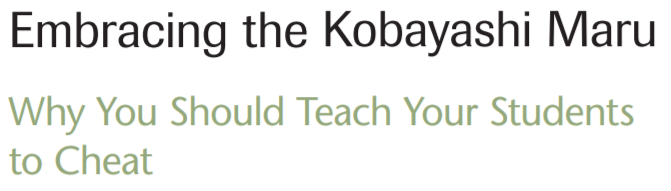 Embracing the Kobayashi Maru
Why You Should Teach Your Students
to Cheat